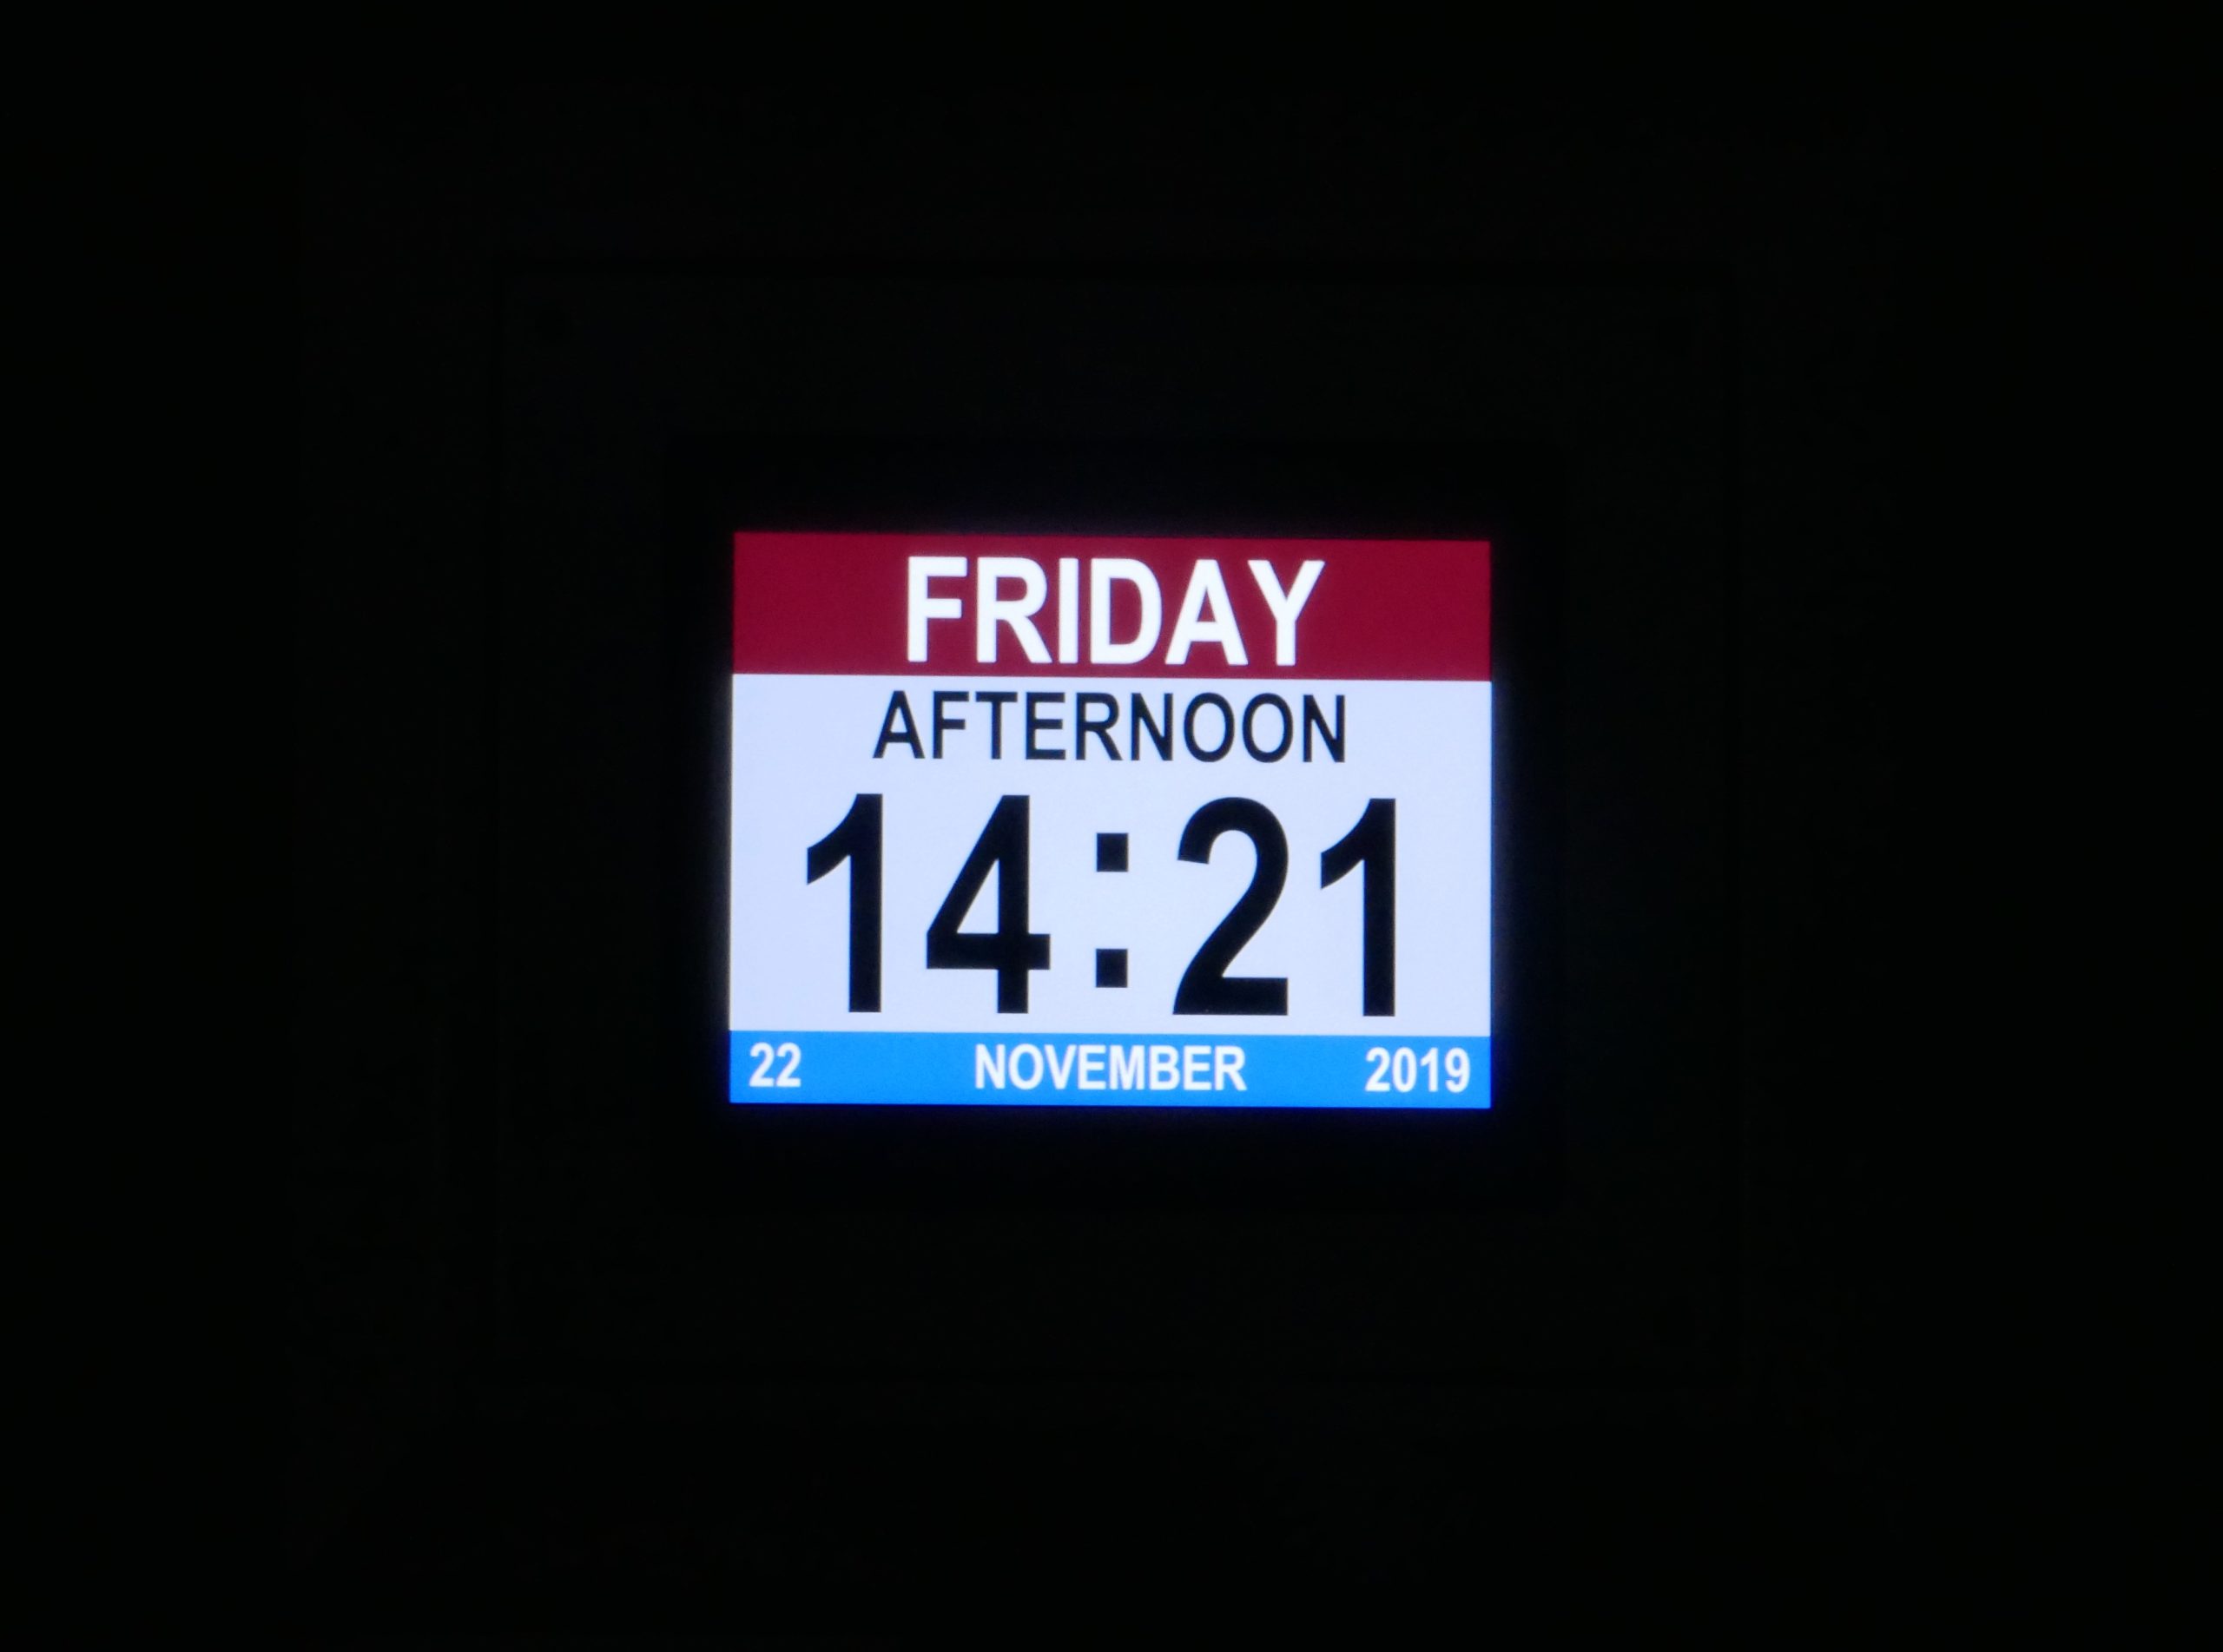 FRIDAY
AFTERNOON
14:21
22 NOVEMBER 2019